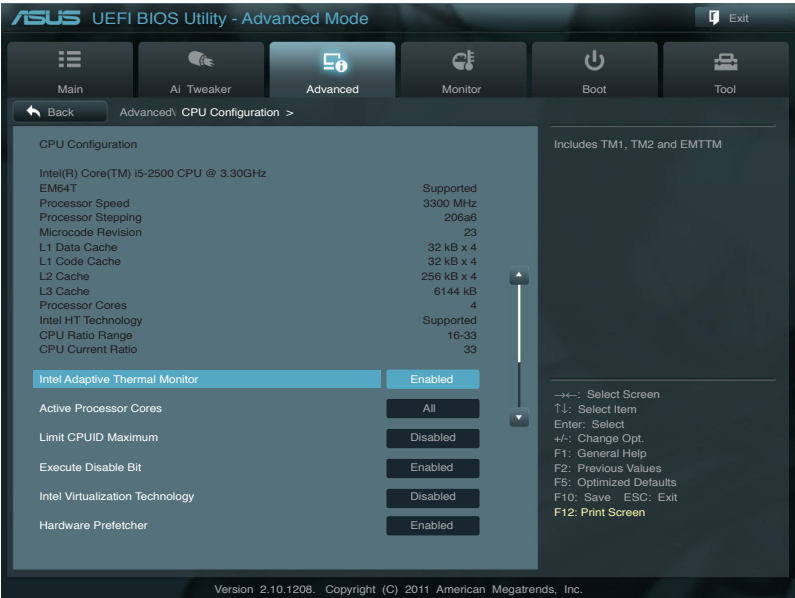 ASUS UEFI BIOS Utility - Advanced Mode
Exit
Main
Ai Tweaker
Advanced
Monitor
Boot
Tool
Back
Advanced\ CPU Configuration >
CPU Configuration
Intel(R) Core(TM) i5-2500 CPU @ 3.30GHz
EM64T Supported
Processor Speed 3300 MHz
Processor Stepping 206a6
Microcode Revision 23
L1 Data Cache 32 kB x 4
L1 Code Cache 32 kB x 4
L2 Cache 256 kB x 4
L3 Cache 6144 kB
Processor Cores 4
Intel HT Technology Supported
CPU Ratio Range 16-33
CPU Current Ratio 33
Intel Adaptive Thermal Monitor Enabled
Active Processor Cores All
Limit CPUID Maximum Disabled
Execute Disable Bit Enabled
Intel Virtualization Technology Disabled
Hardware Prefetcher Enabled
Includes TM1, TM2 and EMTTM
→←: Select Screen
↑↓: Select Item
Enter: Select
+/-: Change Opt.
F1: General Help
F2: Previous Values
F5: Optimized Defaults
F10: Save ESC: Exit
F12: Print Screen
Version 2.10.1208. Copyright (C) 2011 American Megatrends, Inc.